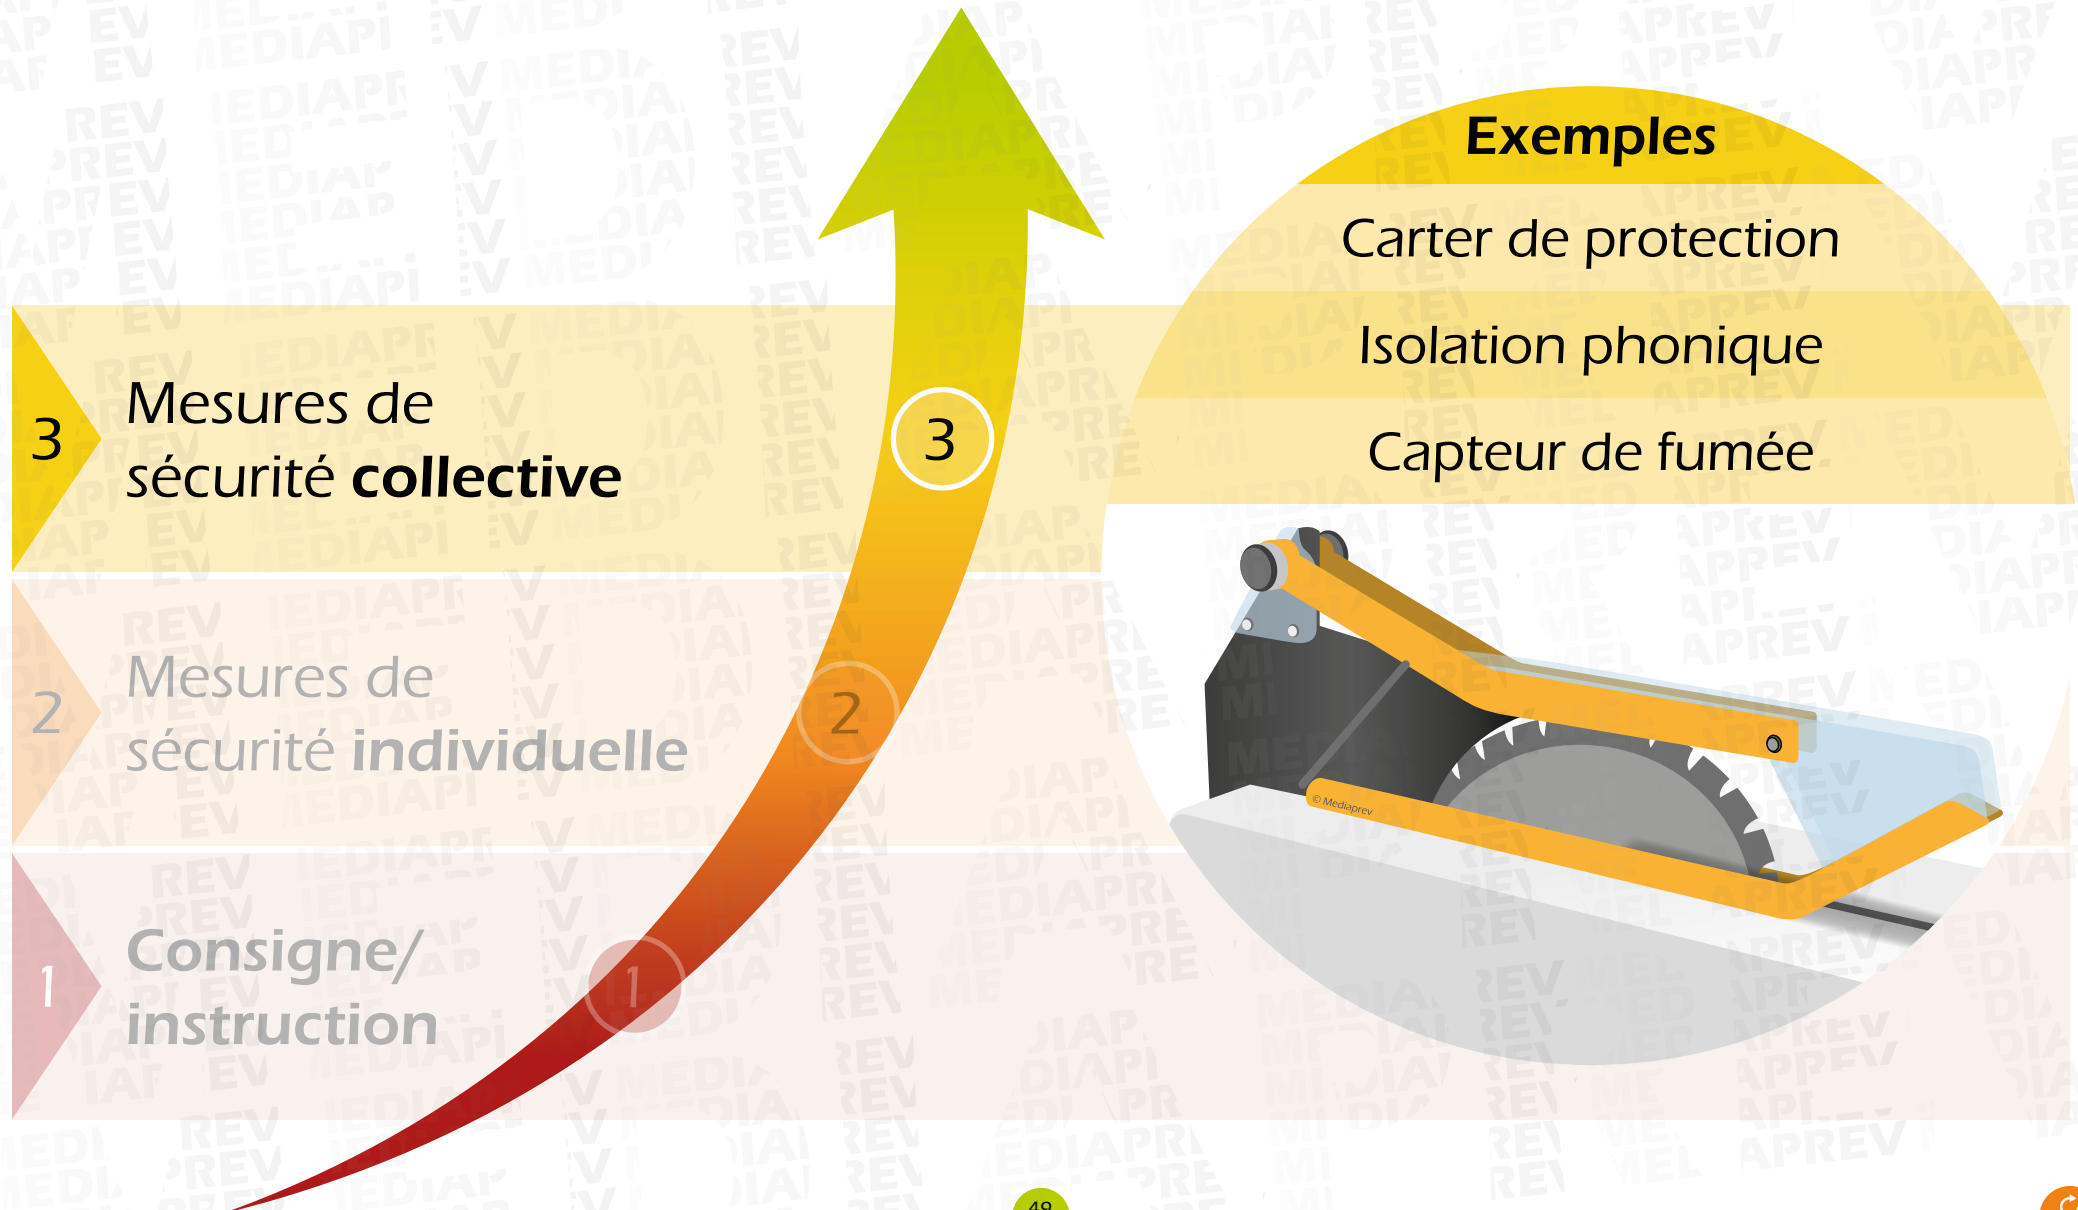 Exemples
Carter de protection
Isolation phonique
Capteur de fumée
3
Mesures de
sécurité collective
3
2
Mesures de
sécurité individuelle
2
1
Consigne/
instruction
1
© Mediaprev
49